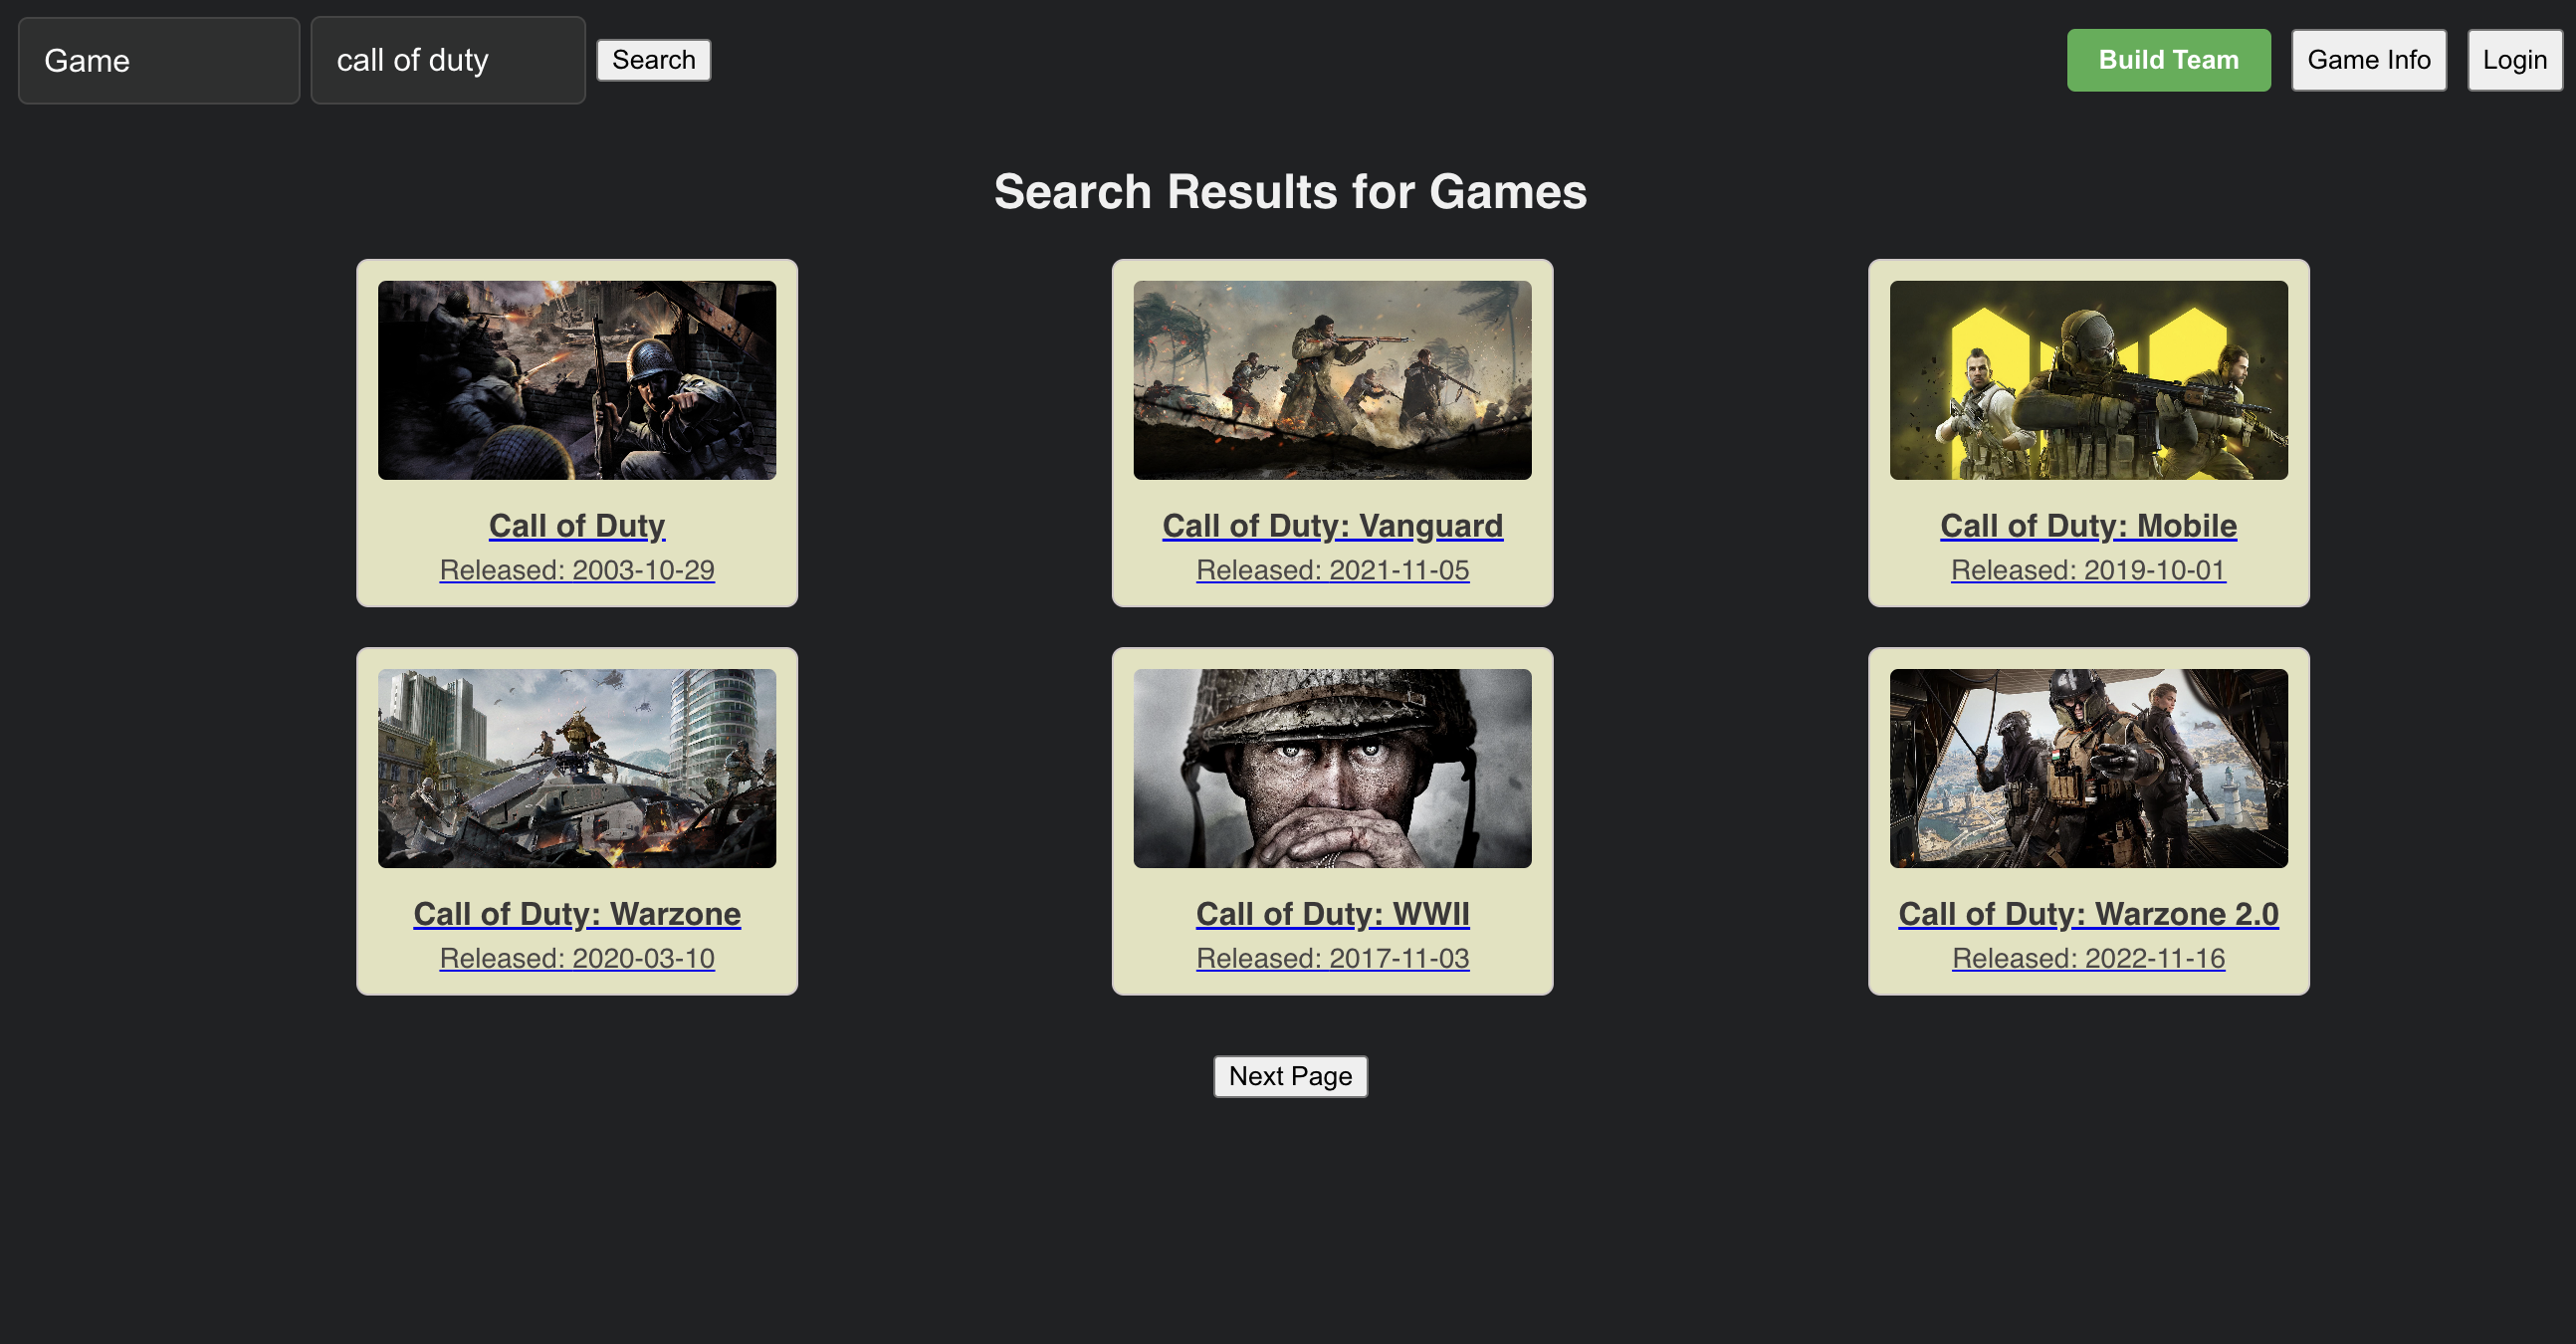 Game
call of duty
Search
Build Team
Game Info
Login
Search Results for Games
Call of Duty
Released: 2003-10-29
Call of Duty: Vanguard
Released: 2021-11-05
Call of Duty: Mobile
Released: 2019-10-01
Call of Duty: Warzone
Released: 2020-03-10
Call of Duty: WWII
Released: 2017-11-03
Call of Duty: Warzone 2.0
Released: 2022-11-16
Next Page